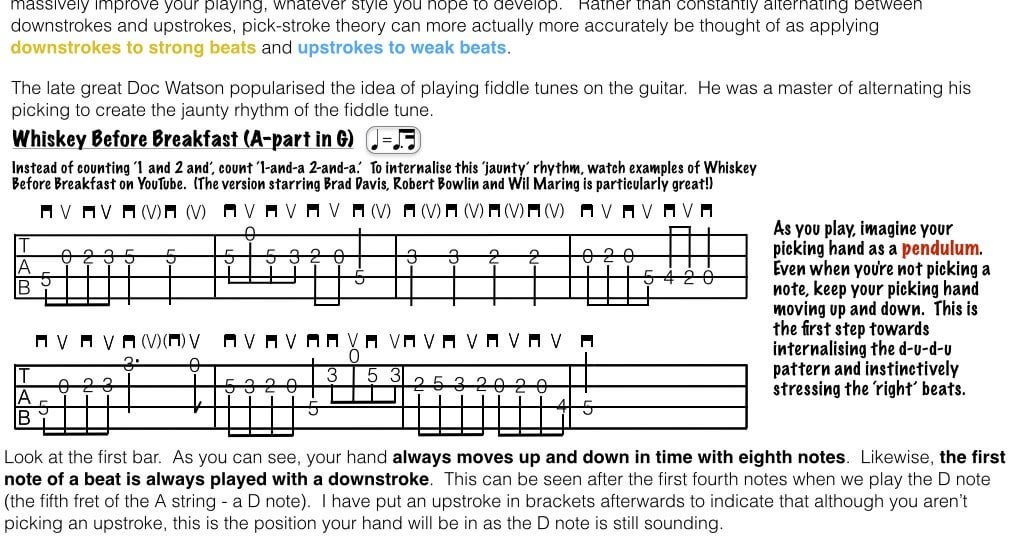 massively improve your playing, whatever style you hope to develop. Rather than constantly alternating between
downstrokes and upstrokes, pick-stroke theory can more actually more accurately be thought of as applying
downstrokes to strong beats and upstrokes to weak beats.
The late great Doc Watson popularised the idea of playing fiddle tunes on the guitar. He was a master of alternating his
picking to create the jaunty rhythm of the fiddle tune.
Whiskey Before Breakfast (A-part in G)
Instead of counting ‘1 and 2 and’, count ‘1-and-a 2-and-a.’ To internalise this ‘jaunty’ rhythm, watch examples of Whiskey
Before Breakfast on YouTube. (The version starring Brad Davis, Robert Bowlin and Wil Maring is particularly great!)
V V (V) (V) V V V (V) (V) (V) (V) (V) V V V
0
T
A 0 2 3 5 5 5 5 3 2 0 3 3 2 2 0 2 0
B 5 5 5 4 2 0
V V (V) ( ) V V V V V V V V V V
3 0 0
T 3 5 3
A 0 2 3 5 3 2 0 2 5 3 2 0 2 0
B 5 5 4 5
As you play, imagine your
picking hand as a pendulum.
Even when you're not picking a
note, keep your picking hand
moving up and down. This is
the first step towards
internalising the d-u-d-u
pattern and instinctively
stressing the ‘right’ beats.
Look at the first bar. As you can see, your hand always moves up and down in time with eighth notes. Likewise, the first
note of a beat is always played with a downstroke. This can be seen after the first fourth notes when we play the D note
(the fifth fret of the A string - a D note). I have put an upstroke in brackets afterwards to indicate that although you aren’t
picking an upstroke, this is the position your hand will be in as the D note is still sounding.